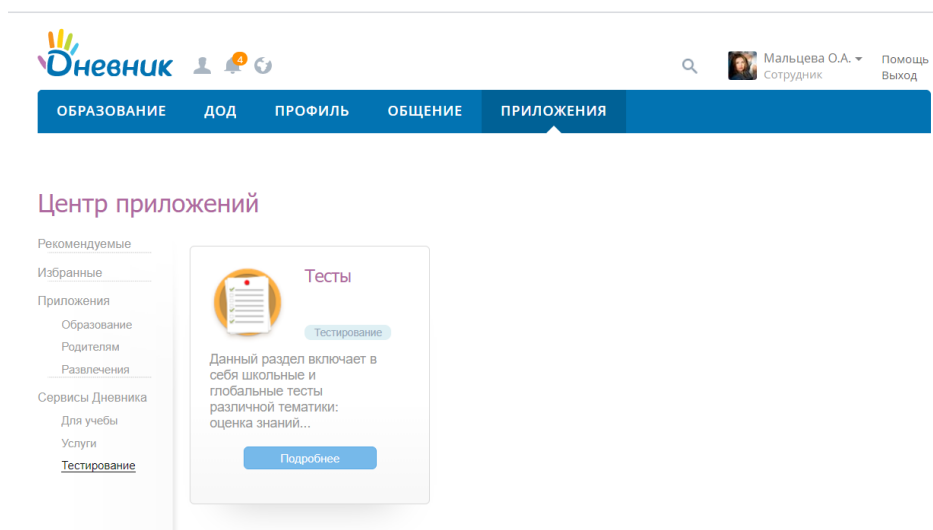 Дневник
4
Мальцева О.А.
Сотрудник
Помощь
Выход
ОБРАЗОВАНИЕ ДОД ПРОФИЛЬ ОБЩЕНИЕ ПРИЛОЖЕНИЯ
Центр приложений
Рекомендуемые
Избранные
Приложения
Образование
Родителям
Развлечения
Сервисы Дневника
Для учебы
Услуги
Тестирование
Тесты
Тестирование
Данный раздел включает в
себя школьные и
глобальные тесты
различной тематики:
оценка знаний...
Подробнее